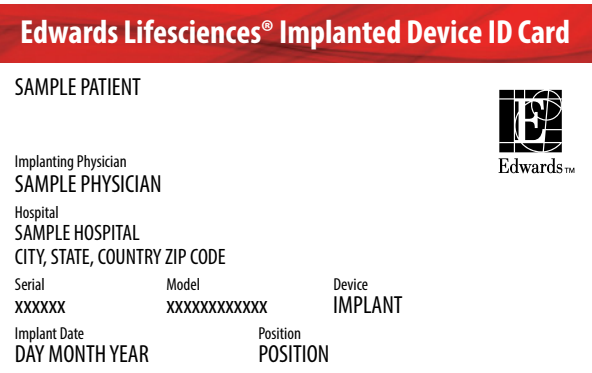 Edwards Lifesciences® Implanted Device ID Card
SAMPLE PATIENT
E
Edwards™
Implanting Physician
SAMPLE PHYSICIAN
Hospital
SAMPLE HOSPITAL
CITY, STATE, COUNTRY ZIP CODE
Serial Model Device
xxxxxx xxxxxxxxxxxx IMPLANT
Implant Date Position
DAY MONTH YEAR POSITION